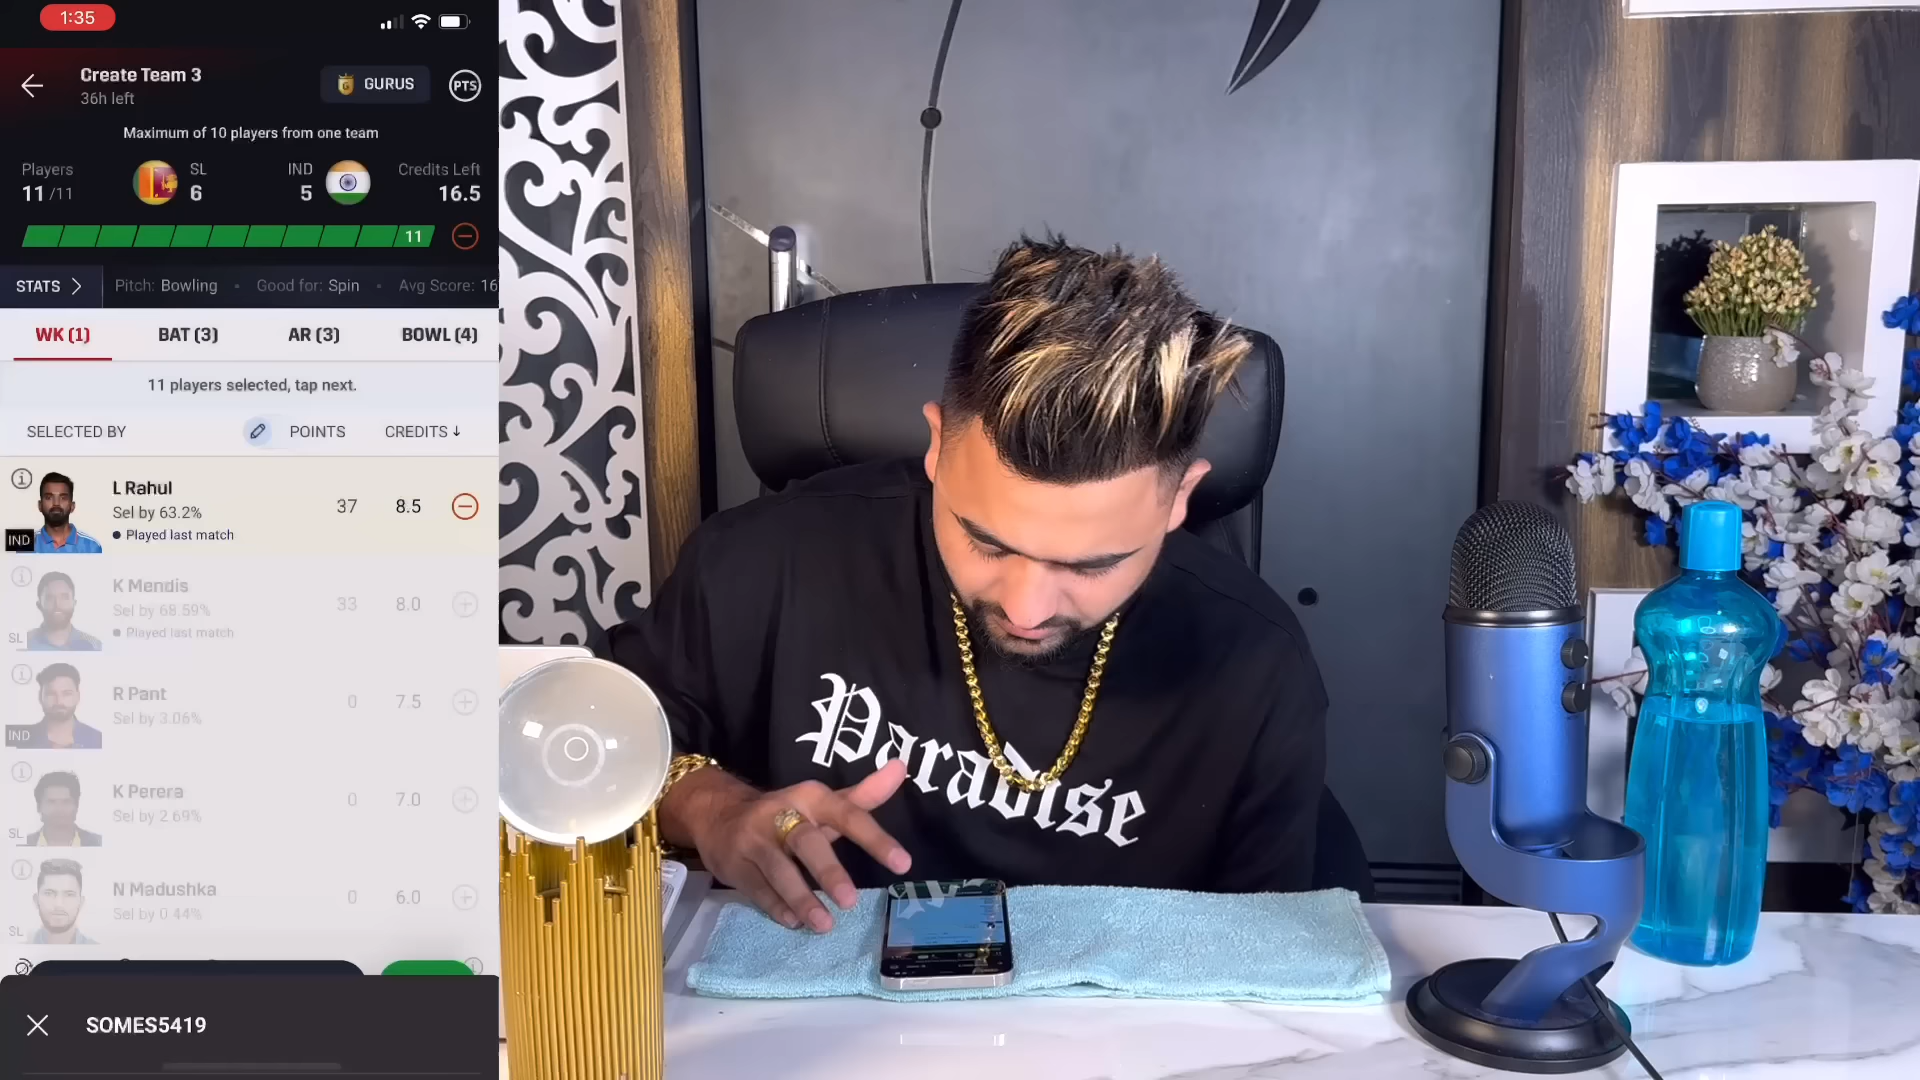 1:35
Create Team 3
36h left
GURUS
PTS
Maximum of 10 players from one team
Players
11/11
SL
6
IND
5
Credits Left
16.5
11
STATS
Pitch: Bowling
Good for: Spin
Avg Score: 16
WK (1)
BAT (3)
AR (3)
BOWL (4)
11 players selected, tap next.
SELECTED BY
POINTS
CREDITS
L Rahul
Sel by 63.2%
Played last match
IND
37
8.5
K Mendis
Sel by 68.59%
Played last match
SL
33
8.0
R Pant
Sel by 3.06%
IND
0
7.5
K Perera
Sel by 2.69%
SL
0
7.0
N Madushka
Sel by 0.44%
SL
0
6.0
SOMES5419
Paradise